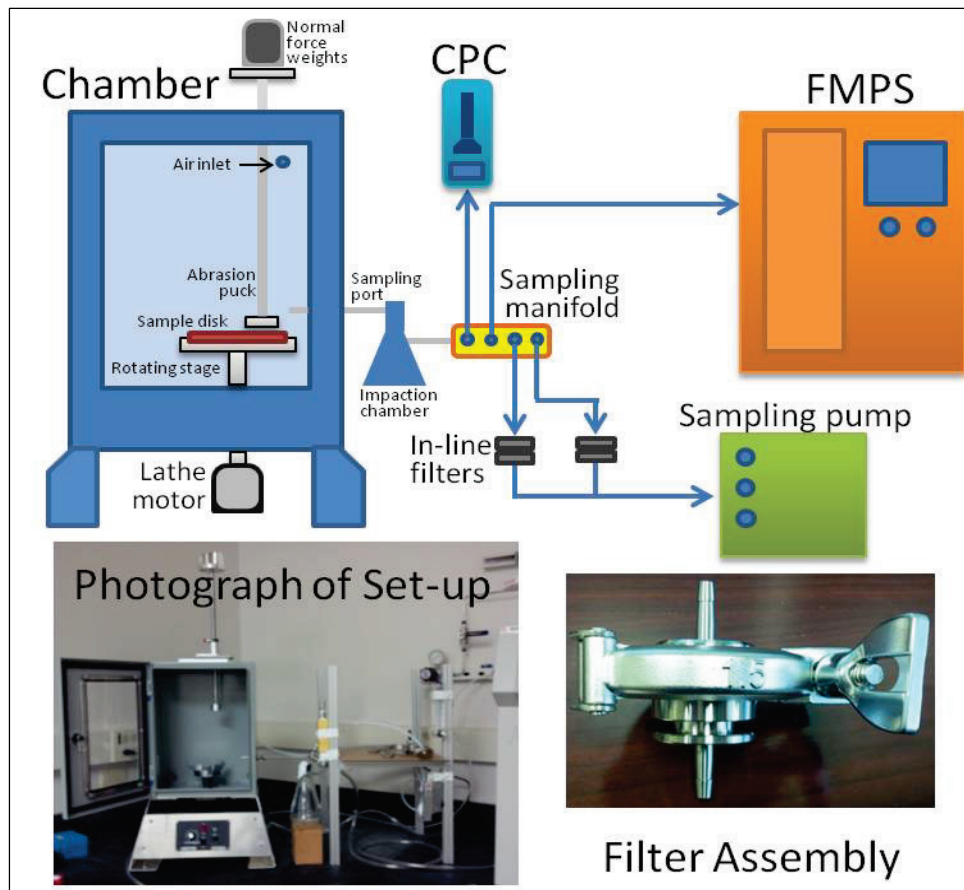 Normal
force
weights
Chamber
CPC
FMPS
Air inlet
Abrasion
puck
Sampling
port
Sampling
manifold
Sample disk
Rotating stage
Impaction
chamber
In-line
filters
Sampling pump
Lathe
motor
Photograph of Set-up
Filter Assembly